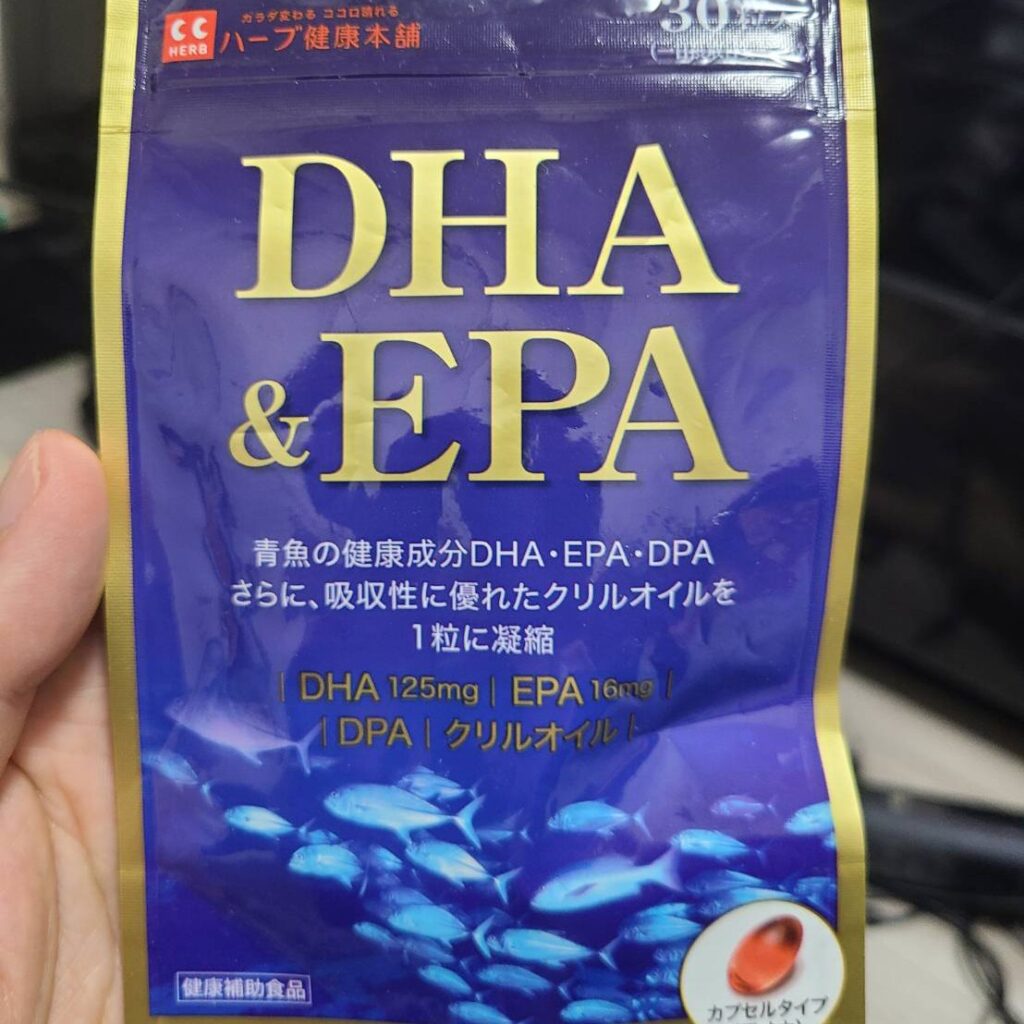 カラダ変わる ココロ晴れる
HERB
ハーブ健康本舗
30
DHA
&EPA
青魚の健康成分DHA・EPA・DPA
さらに、吸収性に優れたクリルオイルを
1粒に凝縮
| DHA 125mg | EPA 16mg |
| DPA | クリルオイル |
健康補助食品
カプセルタイプ